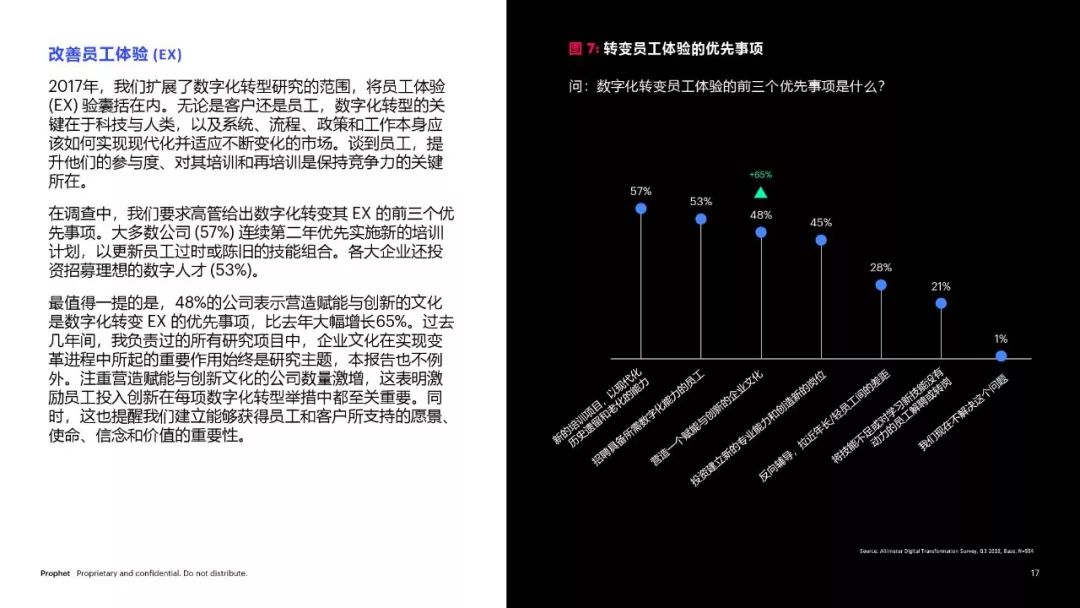 改善员工体验 (EX)
2017年，我们扩展了数字化转型研究的范围，将员工体验
(EX) 验囊括在内。无论是客户还是员工，数字化转型的关
键在于科技与人类，以及系统、流程、政策和工作本身应
该如何实现现代化并适应不断变化的市场。谈到员工，提
升他们的参与度、对其培训和再培训是保持竞争力的关键
所在。
在调查中，我们要求高管给出数字化转变其 EX 的前三个优
先事项。大多数公司 (57%) 连续第二年优先实施新的培训
计划，以更新员工过时或陈旧的技能组合。各大企业还投
资招募理想的数字人才 (53%)。
最值得一提的是，48%的公司表示营造赋能与创新的文化
是数字化转变 EX 的优先事项，比去年大幅增长65%。过去
几年间，我负责过的所有研究项目中，企业文化在实现变
革进程中所起的重要作用始终是研究主题，本报告也不例
外。注重营造赋能与创新文化的公司数量激增，这表明激
励员工投入创新在每项数字化转型举措中都至关重要。同
时，这也提醒我们建立能够获得员工和客户所支持的愿景、
使命、信念和价值的重要性。
Prophet Proprietary and confidential. Do not distribute.
图 7: 转变员工体验的优先事项
问：数字化转变员工体验的前三个优先事项是什么？
+65%
57%
53%
48%
45%
28%
21%
1%
新的培训项目，以现代化
历史遗留和老化的能力
招聘具备所需数字化能力的员工
营造一个赋能与创新的企业文化
投资建立新的专业能力和创造新的岗位
反向辅导，拉近年长/轻员工间的差距
将技能不足或对学习新技能没有
动力的员工解聘或转岗
我们现在不解决这个问题
Source: Altimeter Digital Transformation Survey, Q3 2020, Base: N=554
17